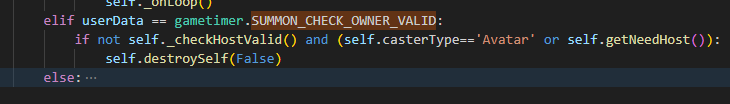 self._onLoop()
elif userData == gametimer.SUMMON_CHECK_OWNER_VALID:
if not self._checkHostValid() and (self.casterType=='Avatar' or self.getNeedHost()):
self.destroySelf(False)
else:…